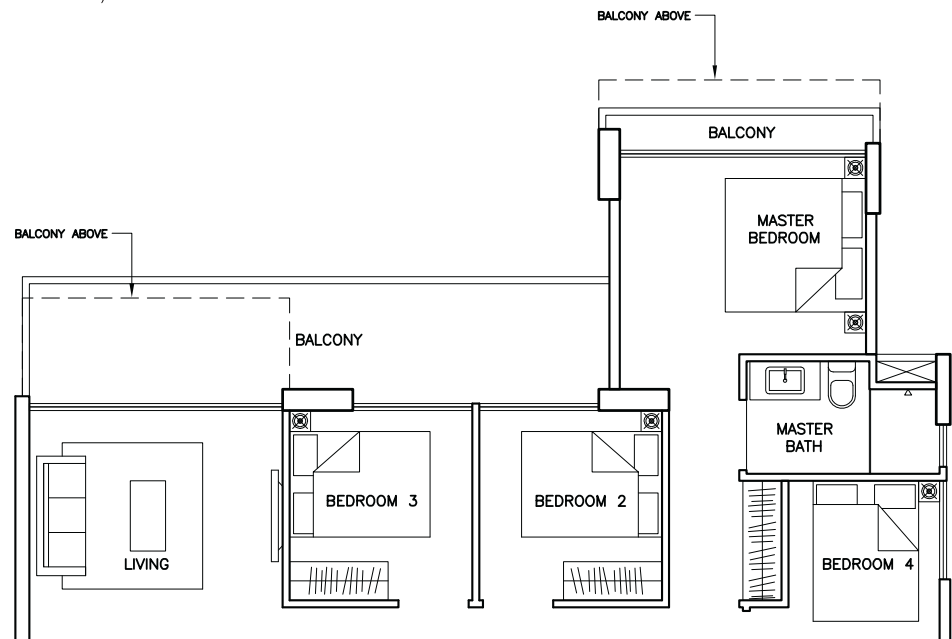 BALCONY ABOVE
BALCONY
MASTER
BEDROOM
BALCONY ABOVE
BALCONY
MASTER
BATH
BEDROOM 3
BEDROOM 2
LIVING
BEDROOM 4